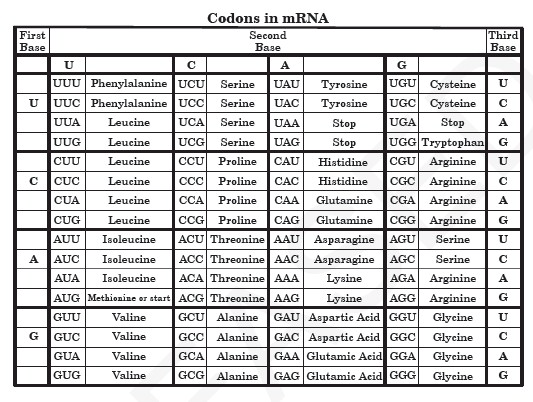 Codons in mRNA
First Second Third
Base Base Base
U C A G
UUU Phenylalanine UCU Serine UAU Tyrosine UGU Cysteine U
U UUC Phenylalanine UCC Serine UAC Tyrosine UGC Cysteine C
UUA Leucine UCA Serine UAA Stop UGA Stop A
UUG Leucine UCG Serine UAG Stop UGG Tryptophan G
CUU Leucine CCU Proline CAU Histidine CGU Arginine U
C CUC Leucine CCC Proline CAC Histidine CGC Arginine C
CUA Leucine CCA Proline CAA Glutamine CGA Arginine A
CUG Leucine CCG Proline CAG Glutamine CGG Arginine G
AUU Isoleucine ACU Threonine AAU Asparagine AGU Serine U
A AUC Isoleucine ACC Threonine AAC Asparagine AGC Serine C
AUA Isoleucine ACA Threonine AAA Lysine AGA Arginine A
AUG Methionine or start ACG Threonine AAG Lysine AGG Arginine G
GUU Valine GCU Alanine GAU Aspartic Acid GGU Glycine U
G GUC Valine GCC Alanine GAC Aspartic Acid GGC Glycine C
GUA Valine GCA Alanine GAA Glutamic Acid GGA Glycine A
GUG Valine GCG Alanine GAG Glutamic Acid GGG Glycine G